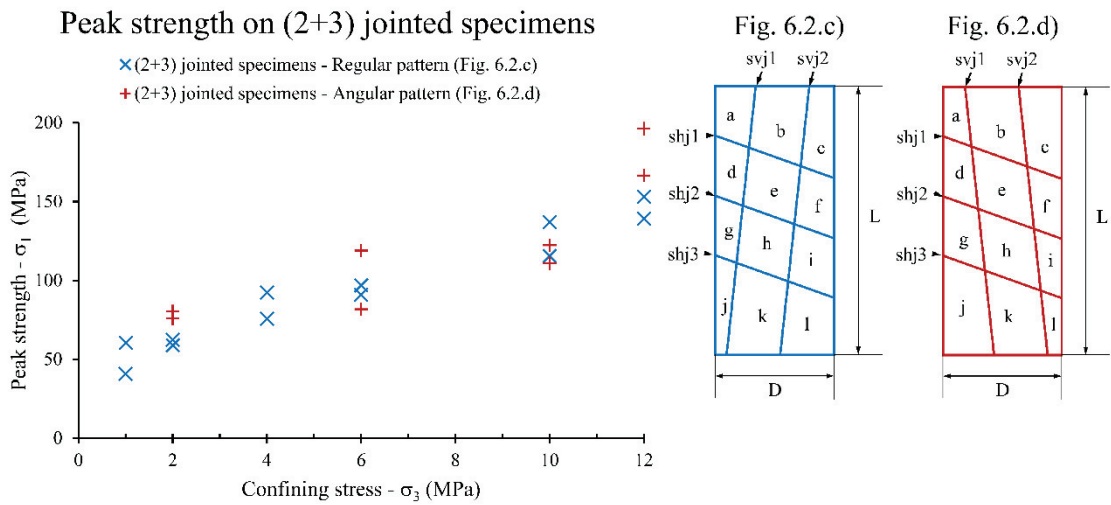 Peak strength on (2+3) jointed specimens
(2+3) jointed specimens - Regular pattern (Fig. 6.2.c)
(2+3) jointed specimens - Angular pattern (Fig. 6.2.d)
Peak strength - σ1 (MPa)
200
150
100
50
0
0 2 4 6 8 10 12
Confining stress - σ3 (MPa)
Fig. 6.2.c)
svj1 svj2
shj1
shj2
shj3
a b c
d e f
g h i
j k l
L
D
Fig. 6.2.d)
svj1 svj2
shj1
shj2
shj3
a b c
d e f
g h i
j k l
L
D